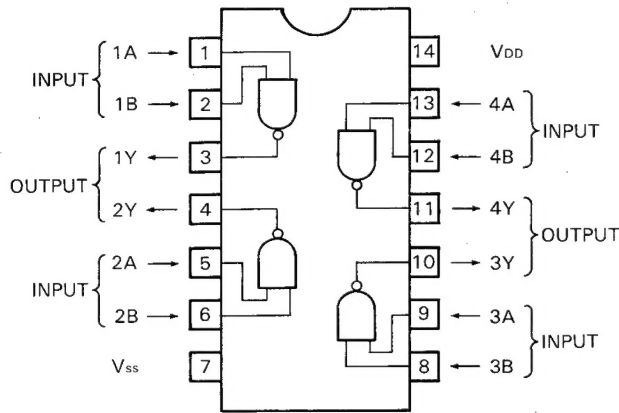 1A
INPUT
1B
1Y
OUTPUT
2Y
2A
INPUT
2B
Vss
1
2
3
4
5
6
7
14
13
12
11
10
9
8
VDD
4A
INPUT
4B
4Y
OUTPUT
3Y
3A
INPUT
3B